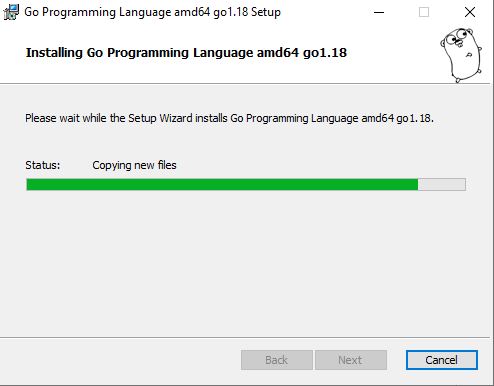 Go Programming Language amd64 go1.18 Setup
Installing Go Programming Language amd64 go1.18
Please wait while the Setup Wizard installs Go Programming Language amd64 go1.18.
Status: Copying new files
Back Next Cancel